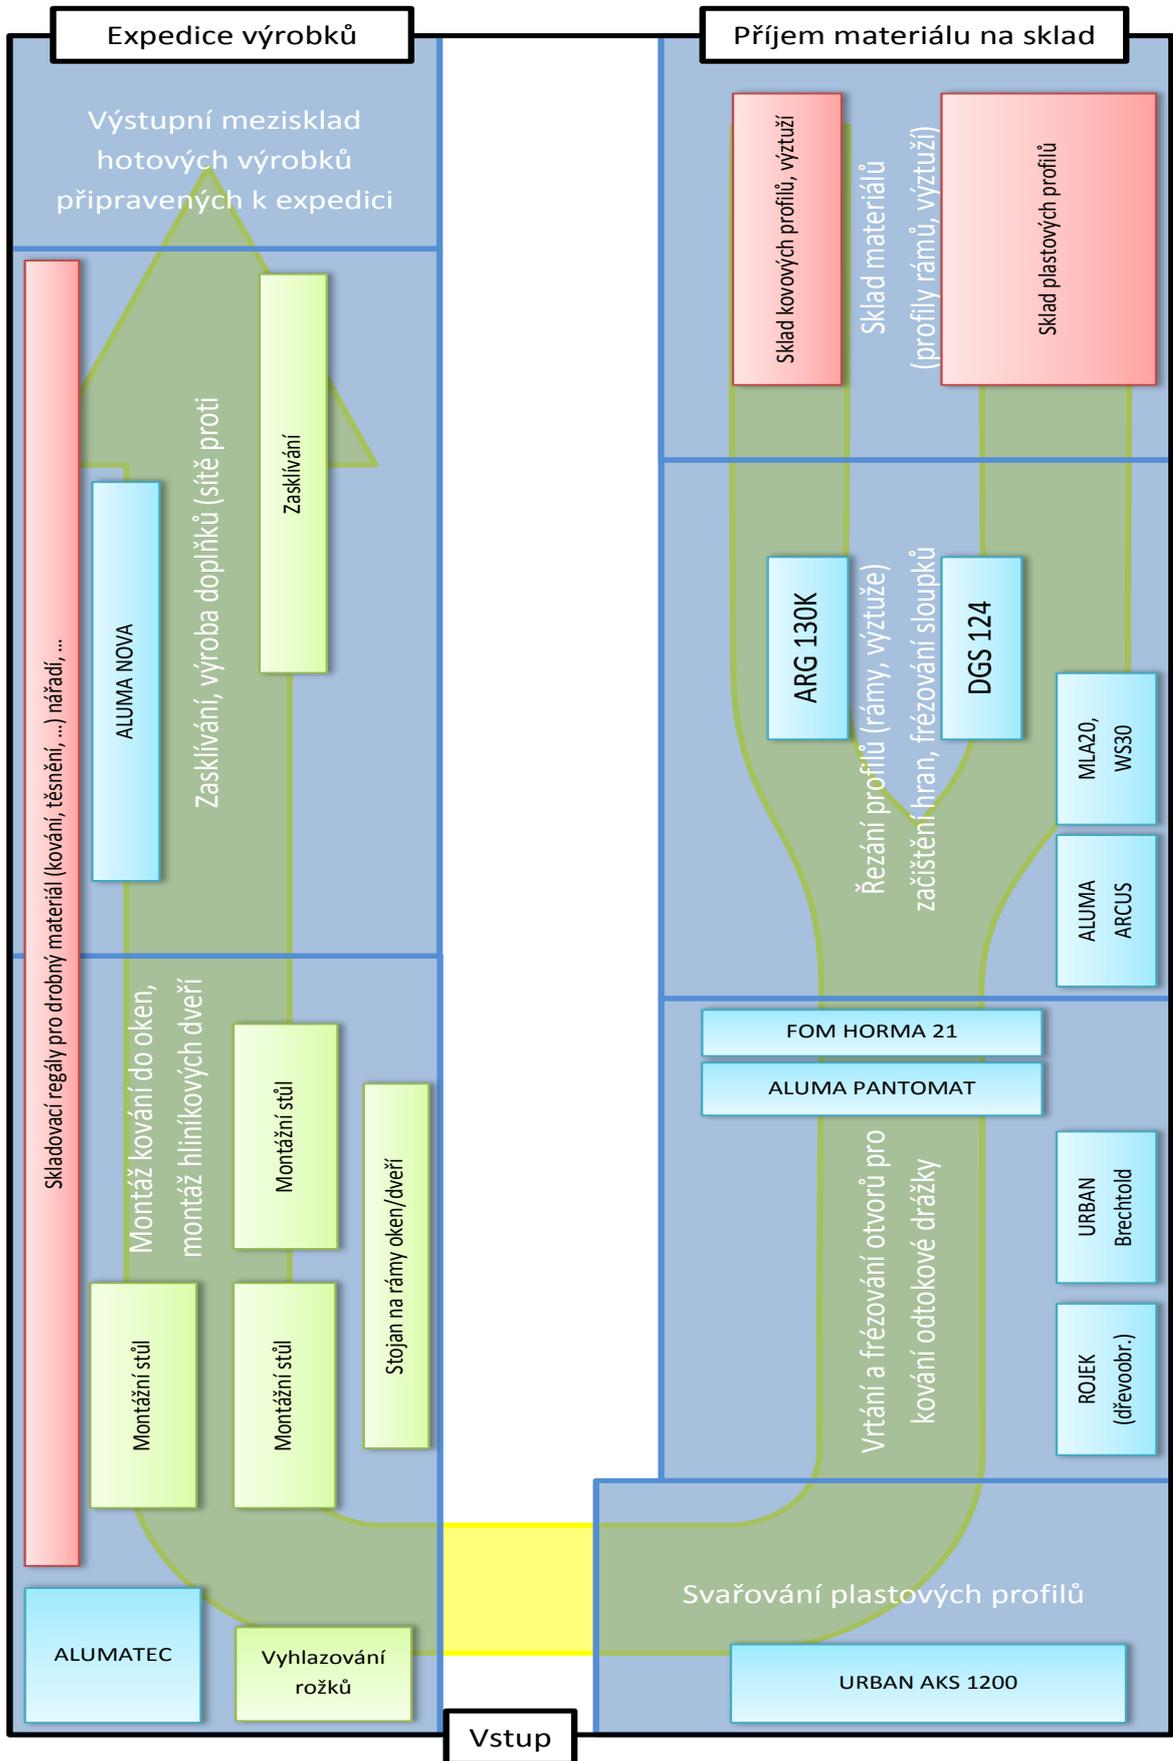 Expedice výrobků
Příjem materiálu na sklad
Výstupní mezisklad
hotových výrobků
připravených k expedici
Sklad kovových profilů, výztuží
Sklad materiálů
(profily rámů, výztuží)
Sklad plastových profilů
Skladovací regály pro drobný materiál (kování, těsnění, ...) nářadí, ...
ALUMA NOVA
Zasklívání, výroba doplňků (sítě proti
Zasklívání
ARG 130K
Řezání profilů (rámy, výztuže)
začištění hran, frézování sloupků
DGS 124
MLA20,
WS30
ALUMA
ARCUS
Montáž kování do oken,
montáž hliníkových dveří
Montážní stůl
Montážní stůl
Montážní stůl
Stojan na rámy oken/dveří
FOM HORMA 21
ALUMA PANTOMAT
Vrtání a frézování otvorů pro
kování odtokové drážky
URBAN
Brechtold
ROJEK
(dřevoobr.)
ALUMATEC
Vyhlazování
rožků
Svařování plastových profilů
URBAN AKS 1200
Vstup